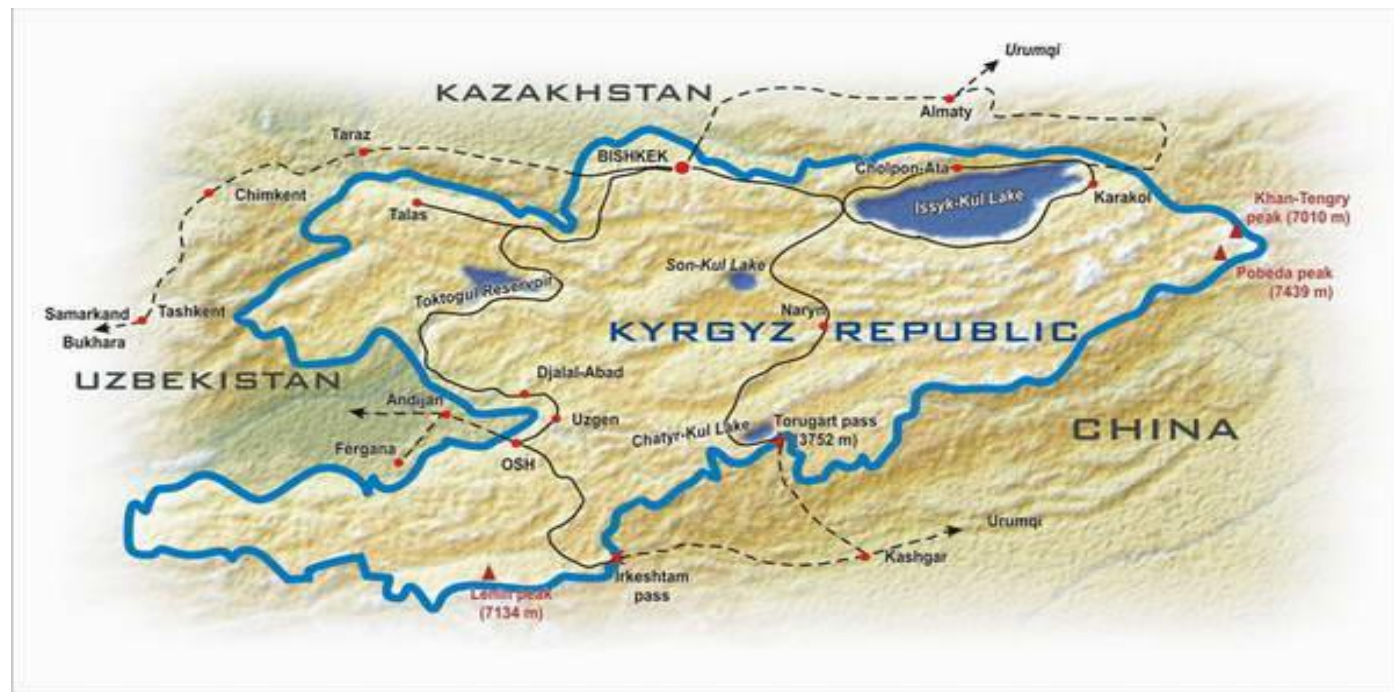 Urumqi
KAZAKHSTAN
Almaty
Taraz
BISHKEK
Cholpon-Ata
Chimkent
Issyk-Kul Lake
Karakol
Khan-Tengry
peak (7010 m)
Talas
Son-Kul Lake
Pobeda peak
(7439 m)
Toktogul Reservoir
Samarkand
Tashkent
Bukhara
Naryn
KYRGYZ REPUBLIC
UZBEKISTAN
Djalal-Abad
Andijan
Uzgen
Chatyr-Kul Lake
Torugart pass
(3752 m)
CHINA
Fergana
OSH
Urumqi
Kashgar
Irkeshtam
pass
Lenin peak
(7134 m)